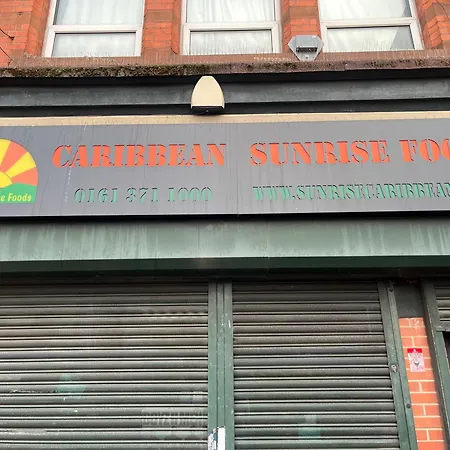 CARIBBEAN SUNRISE FOO
0161 371 1000 WWW.SUNRISECARIBBEAN
e Foods